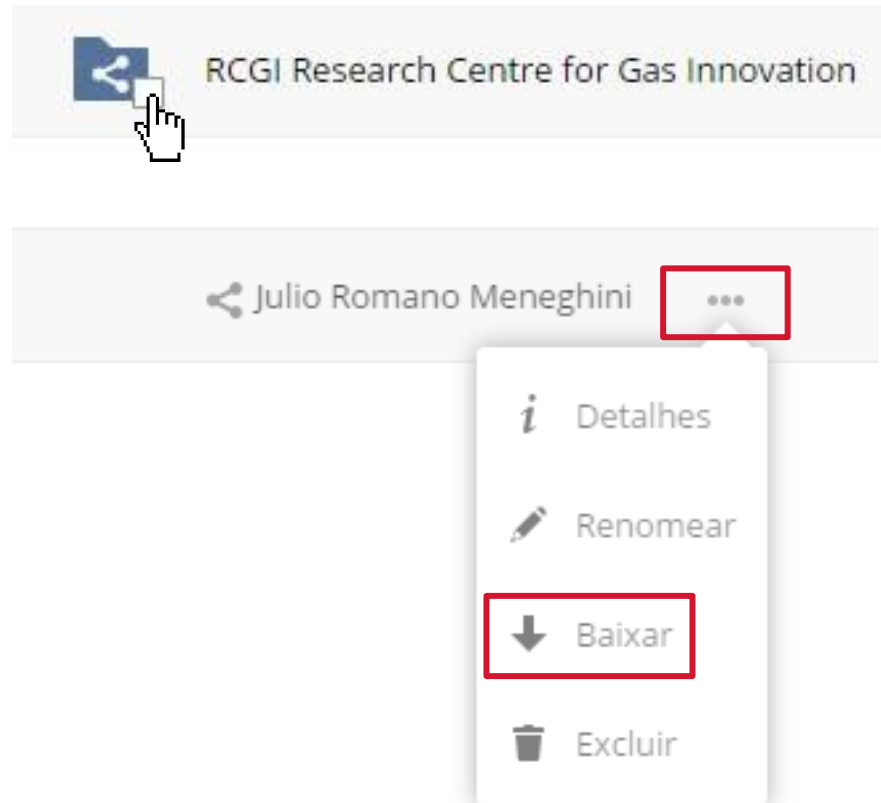 RCGI Research Centre for Gas Innovation
Julio Romano Meneghini
Detalhes
Renomear
Baixar
Excluir